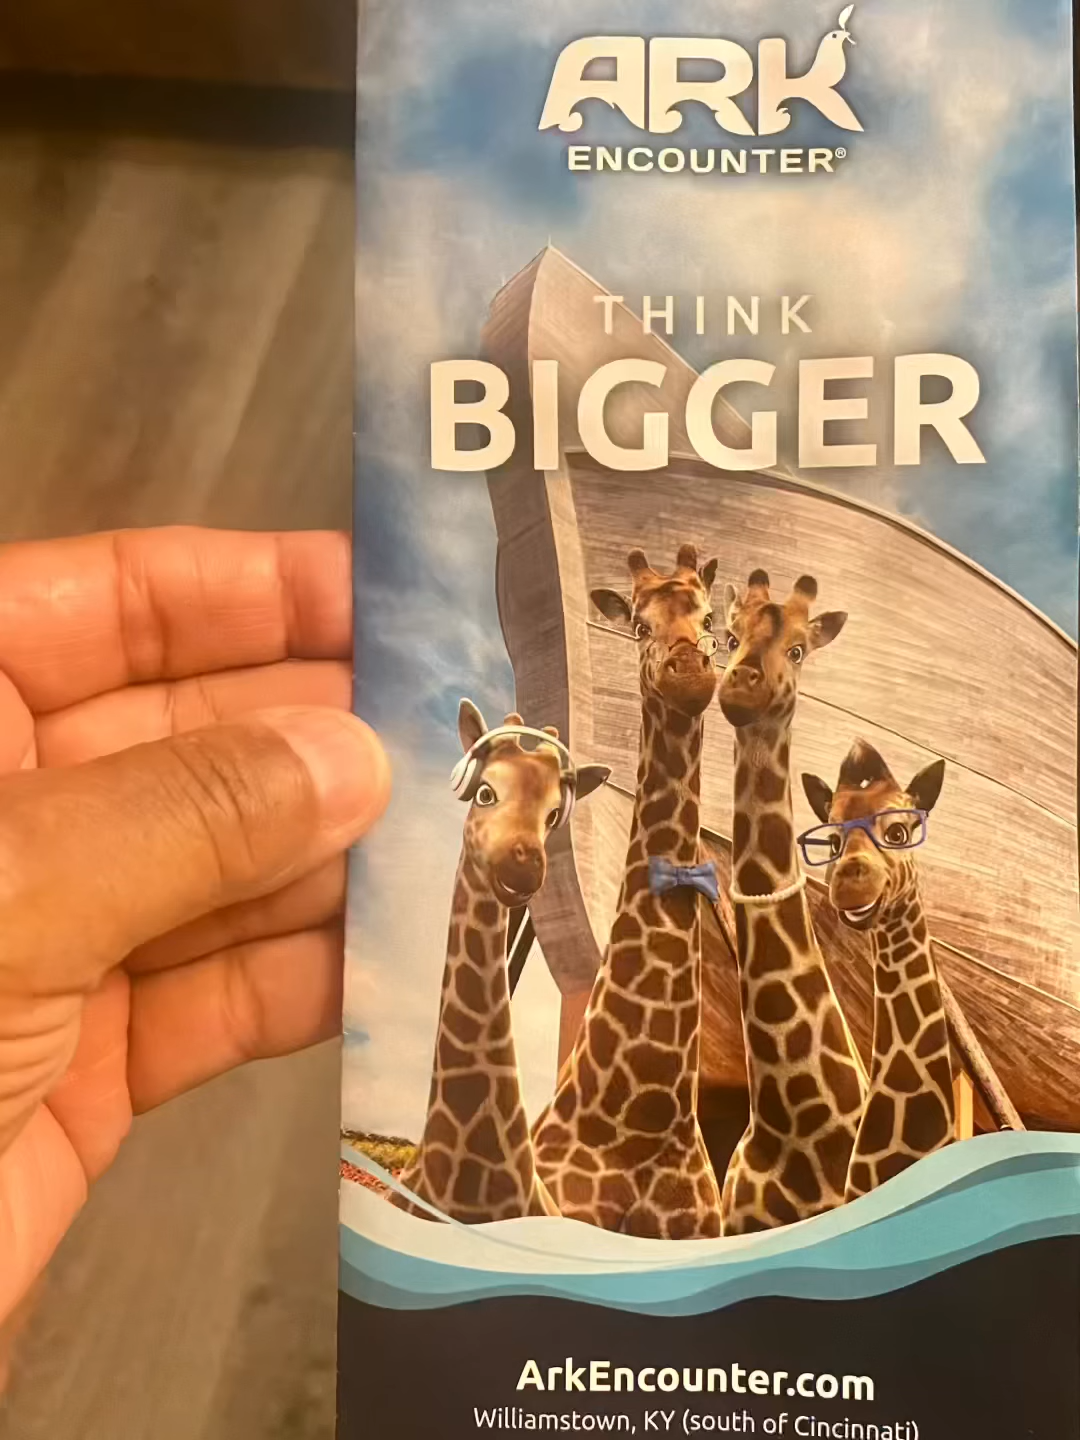 ARK
ENCOUNTER®
THINK
BIGGER
ArkEncounter.com
Williamstown, KY (south of Cincinnati)